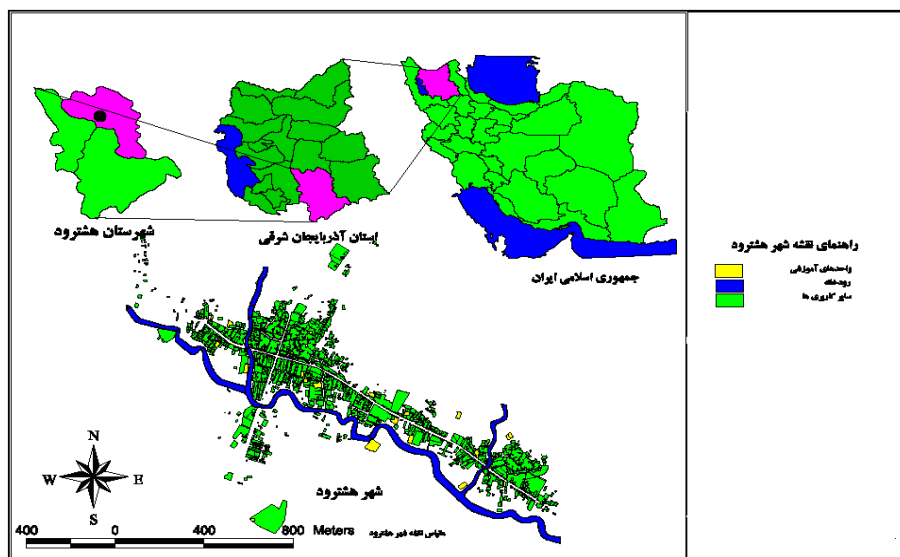 شهرستان هشترود
استان آذربایجان شرقی
جمهوری اسلامی ایران
راهنمای نقشه شهر هشترود
واحدهای آموزشی
رودخانه
سایر کاربری ها
شهر هشترود
N
W E
S
400 0 400 800 Meters
مقیاس نقشه شهر هشترود